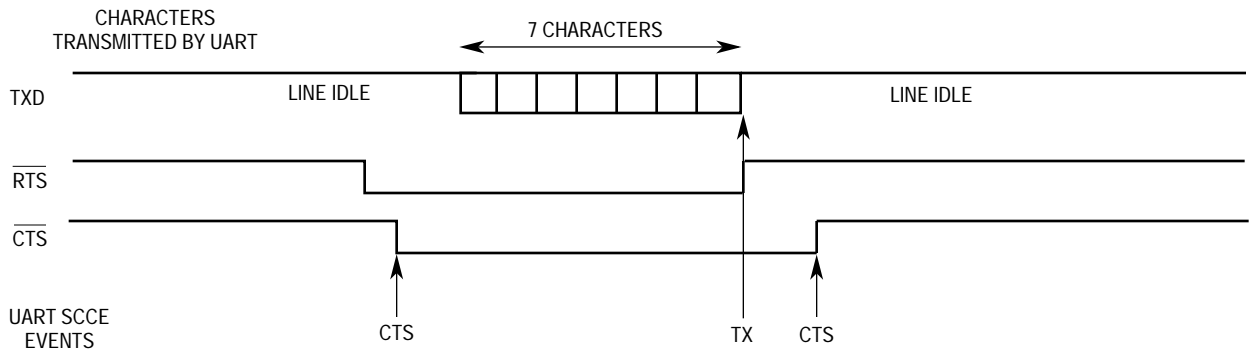 CHARACTERS
TRANSMITTED BY UART
7 CHARACTERS
TXD
LINE IDLE
LINE IDLE
RTS
CTS
UART SCCE
EVENTS
CTS
TX
CTS